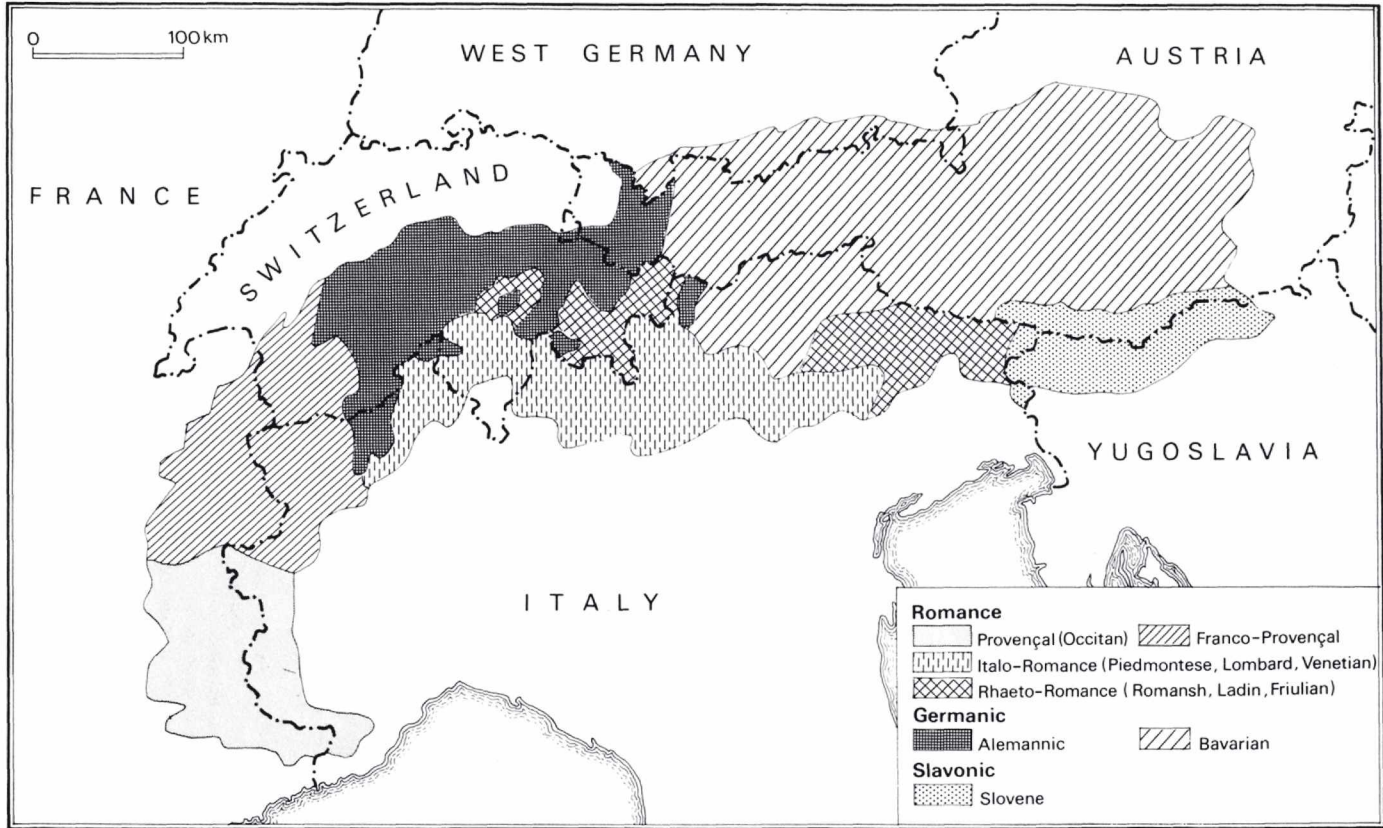 0 100 km
WEST GERMANY
AUSTRIA
FRANCE
SWITZERLAND
YUGOSLAVIA
ITALY
Romance
Provençal (Occitan) Franco-Provençal
Italo-Romance (Piedmontese, Lombard, Venetian)
Rhaeto-Romance (Romansh, Ladin, Friulian)
Germanic
Alemannic Bavarian
Slavonic
Slovene